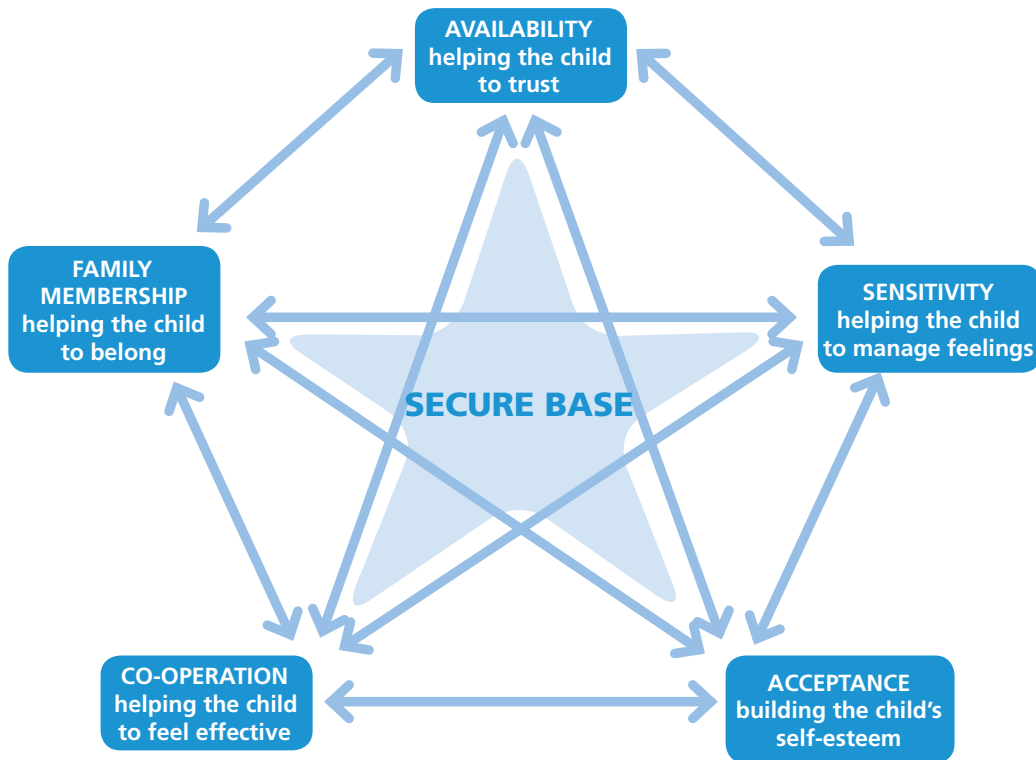 AVAILABILITY
helping the child
to trust
FAMILY
MEMBERSHIP
helping the child
to belong
SENSITIVITY
helping the child
to manage feelings
SECURE BASE
CO-OPERATION
helping the child
to feel effective
ACCEPTANCE
building the child's
self-esteem